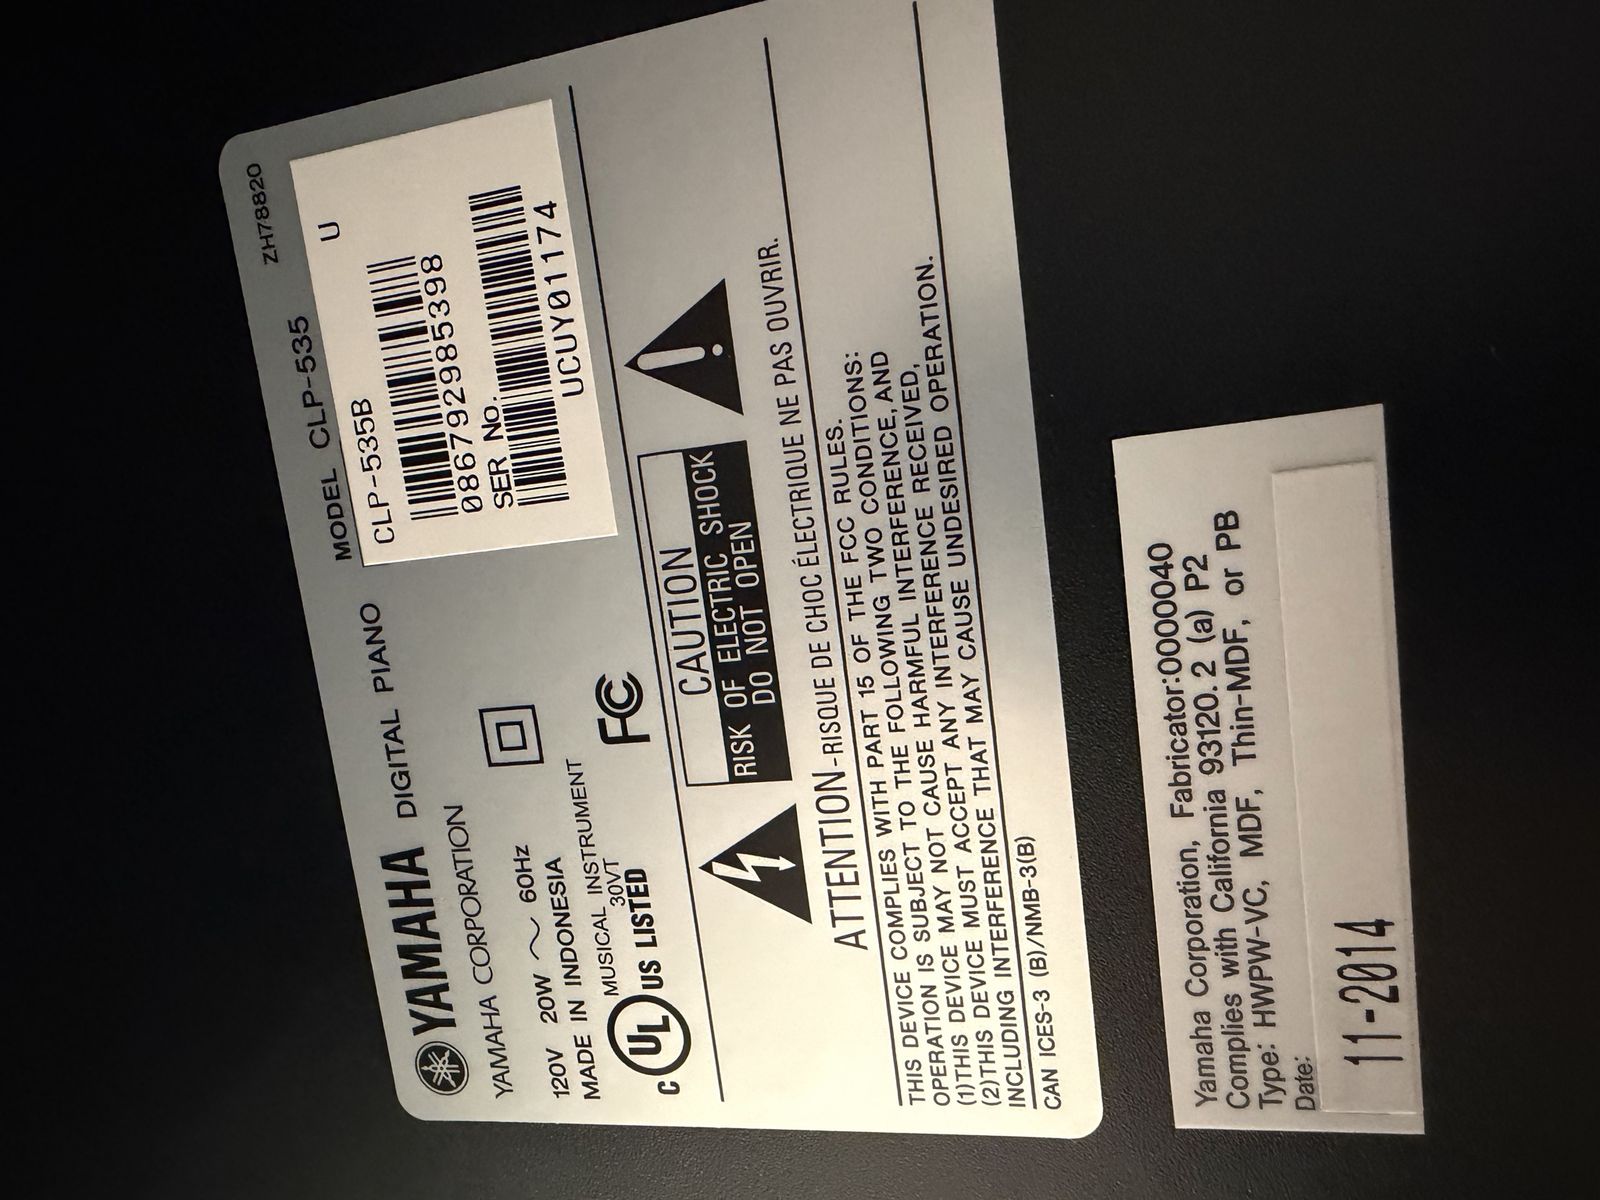 ZH78820
YAMAHA DIGITAL PIANO MODEL CLP-535
YAMAHA CORPORATION
CLP-535B U
086792985398
SER No.
UCUY01174
120V 20W ～ 60Hz
MADE IN INDONESIA
MUSICAL INSTRUMENT
30VT
C UL US LISTED
FC
CAUTION
RISK OF ELECTRIC SHOCK
DO NOT OPEN
ATTENTION-RISQUE DE CHOC ÉLECTRIQUE NE PAS OUVRIR.
THIS DEVICE COMPLIES WITH PART 15 OF THE FCC RULES.
OPERATION IS SUBJECT TO THE FOLLOWING TWO CONDITIONS:
(1)THIS DEVICE MAY NOT CAUSE HARMFUL INTERFERENCE, AND
(2)THIS DEVICE MUST ACCEPT ANY INTERFERENCE RECEIVED,
INCLUDING INTERFERENCE THAT MAY CAUSE UNDESIRED OPERATION.
CAN ICES-3 (B)/NMB-3(B)
Yamaha Corporation, Fabricator:00000040
Complies with California 93120.2 (a) P2
Type: HWPW-VC, MDF, Thin-MDF, or PB
Date:
11-2014